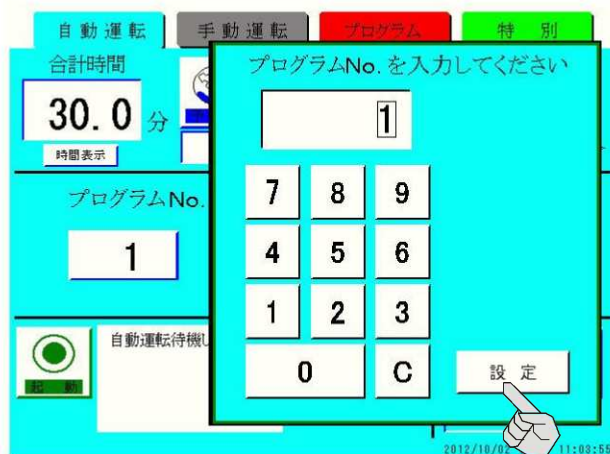 自動運転
手動運転
プログラム
特 別
合計時間
30.0 分
時間表示
プログラムNo.
1
起 動
自動運転待機
プログラムNo.を入力してください
1
7 8 9
4 5 6
1 2 3
0 C
設 定
2012/10/02 11:03:55